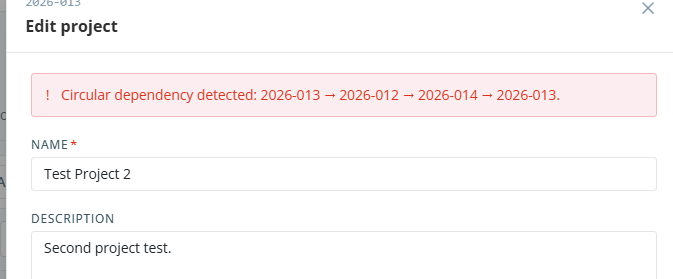 2026-013
Edit project
! Circular dependency detected: 2026-013 → 2026-012 → 2026-014 → 2026-013.
NAME*
Test Project 2
DESCRIPTION
Second project test.